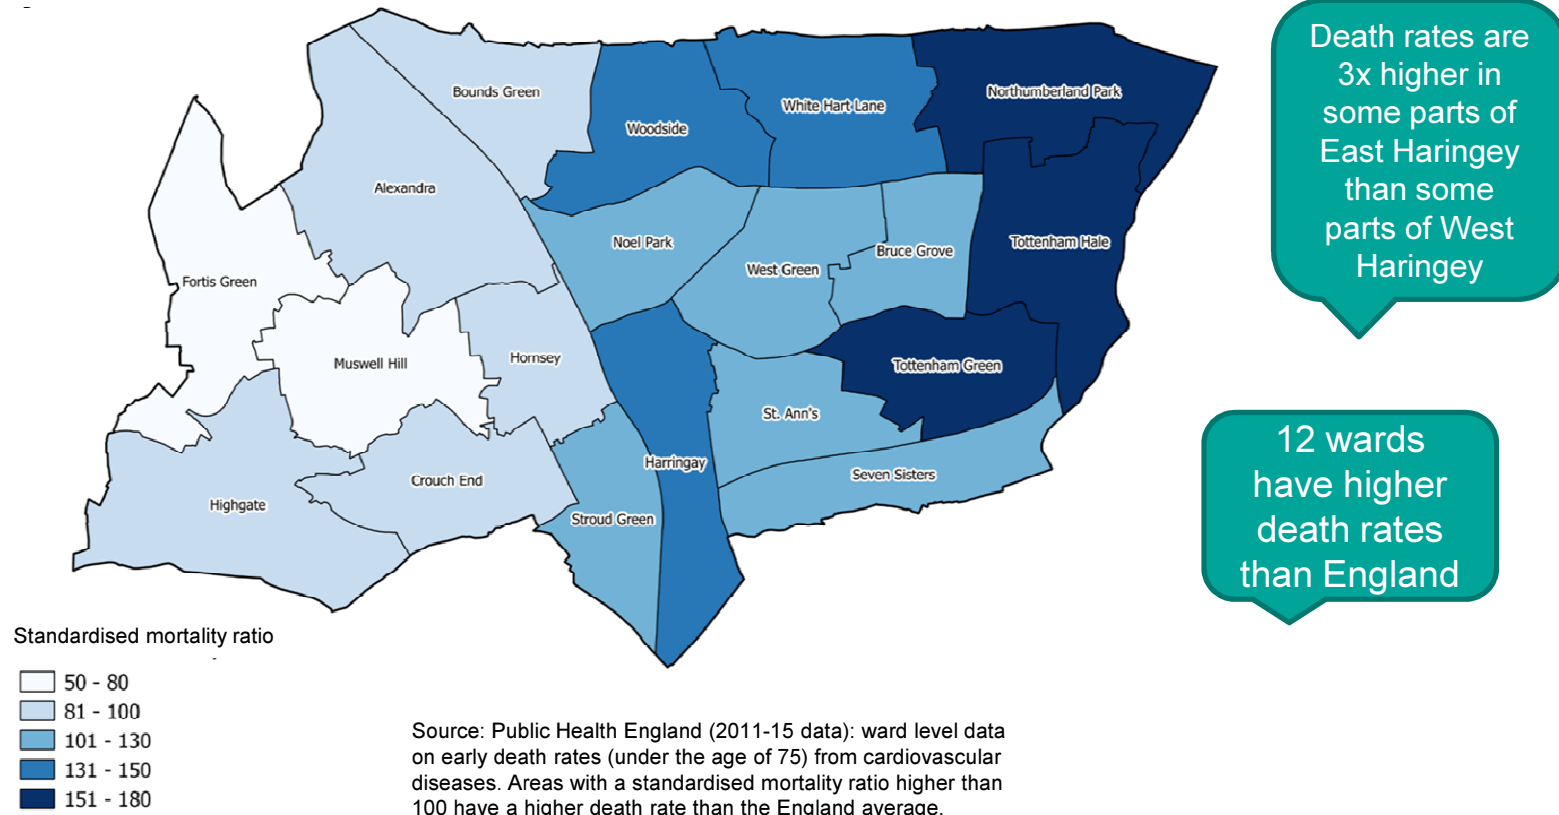 Death rates are
3x higher in
some parts of
East Haringey
than some
parts of West
Haringey
12 wards
have higher
death rates
than England
Bounds Green
Woodside
White Hart Lane
Northumberland Park
Alexandra
Noel Park
West Green
Bruce Grove
Tottenham Hale
Fortis Green
Muswell Hill
Hornsey
Tottenham Green
St. Ann's
Harringay
Seven Sisters
Crouch End
Highgate
Stroud Green
Standardised mortality ratio
50 - 80
81 - 100
101 - 130
131 - 150
151 - 180
Source: Public Health England (2011-15 data): ward level data
on early death rates (under the age of 75) from cardiovascular
diseases. Areas with a standardised mortality ratio higher than
100 have a higher death rate than the England average.